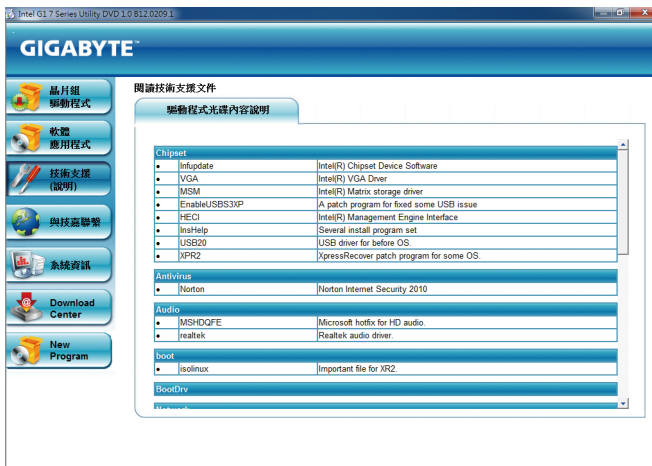 Intel G1 7 Series Utility DVD 1.0 B12.0209.1
GIGABYTE™
晶片組
驅動程式
軟體
應用程式
技術支援
(說明)
與技嘉聯繫
系統資訊
Download
Center
New
Program
閱讀技術支援文件
驅動程式光碟內容說明
Chipset
• Infupdate Intel(R) Chipset Device Software
• VGA Intel(R) VGA Drver
• MSM Intel(R) Matrix storage driver
• EnableUSBS3XP A patch program for fixed some USB issue
• HECI Intel(R) Management Engine Interface
• InsHelp Several install program set
• USB20 USB driver for before OS.
• XPR2 XpressRecover patch program for some OS.
Antivirus
• Norton Norton Internet Security 2010
Audio
• MSHDQFE Microsoft hotfix for HD audio.
• realtek Realtek audio driver.
boot
• isolinux Important file for XR2.
BootDrv